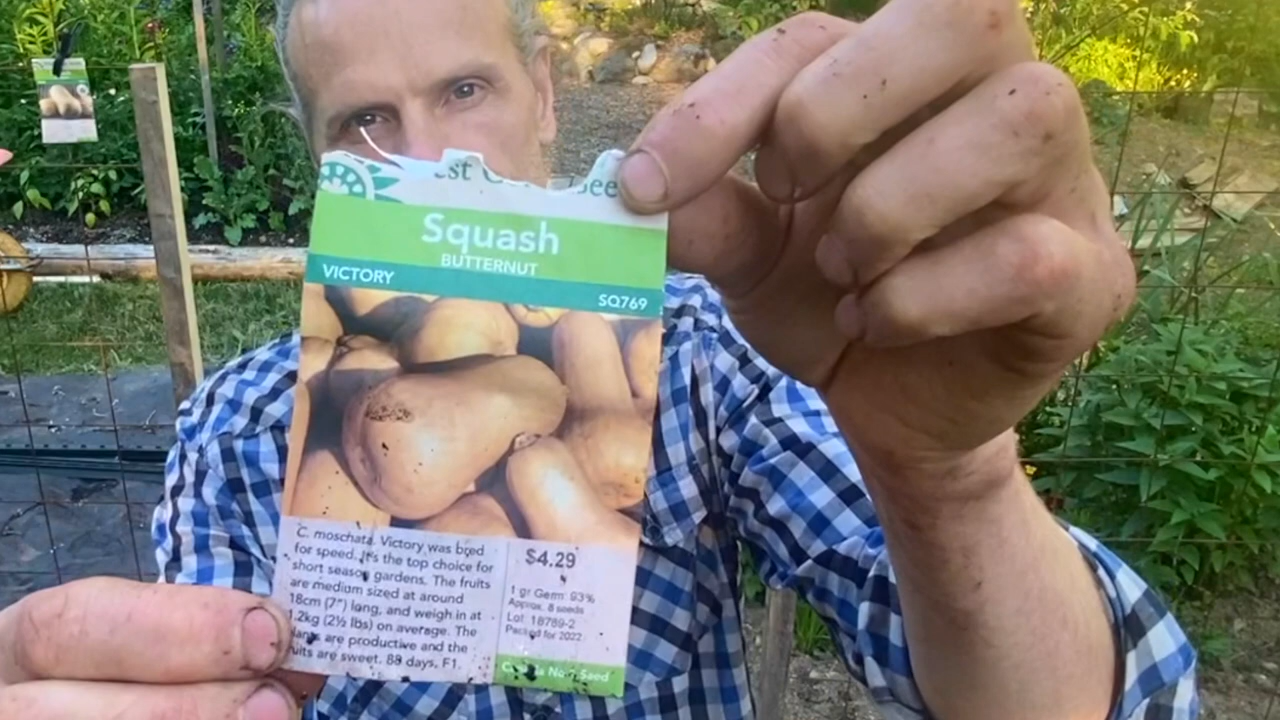 Squash
BUTTERNUT
VICTORY
SQ769
C. moschata. Victory was bred
for speed. It's the top choice for
short season gardens. The fruits
are medium sized at around
18cm (7") long, and weigh in at
1.2kg (2½ lbs) on average. The
are productive and the
are sweet. 88 days. F1.
$4.29
1 gr Germ: 93%
Approx. 8 seeds
Lot: 18789-2
Packed for 2022
No. 1 Seed